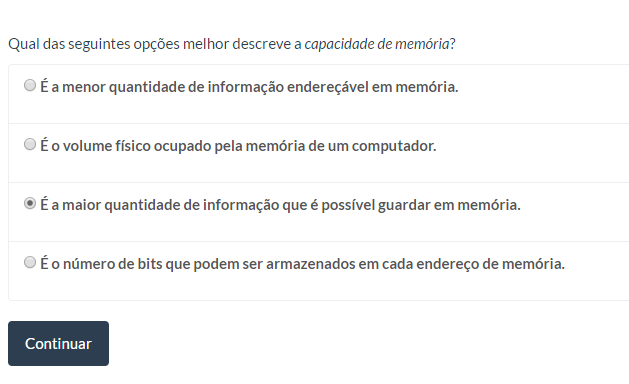 Qual das seguintes opções melhor descreve a capacidade de memória?
É a menor quantidade de informação endereçável em memória.
É o volume físico ocupado pela memória de um computador.
É a maior quantidade de informação que é possível guardar em memória.
É o número de bits que podem ser armazenados em cada endereço de memória.
Continuar